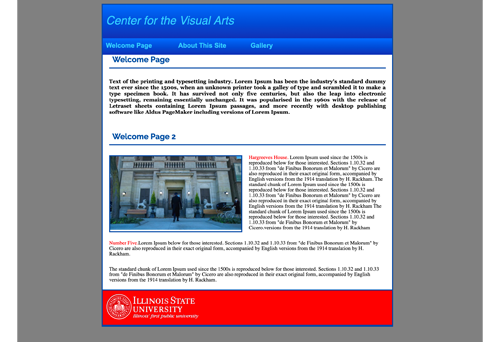 Center for the Visual Arts
Welcome Page About This Site Gallery
Welcome Page
Text of the printing and typesetting industry. Lorem Ipsum has been the industry's standard dummy
text ever since the 1500s, when an unknown printer took a galley of type and scrambled it to make a
type specimen book. It has survived not only five centuries, but also the leap into electronic
typesetting, remaining essentially unchanged. It was popularised in the 1960s with the release of
Letraset sheets containing Lorem Ipsum passages, and more recently with desktop publishing
software like Aldus PageMaker including versions of Lorem Ipsum.
Welcome Page 2
Hargreeves House. Lorem Ipsum used since the 1500s is
reproduced below for those interested. Sections 1.10.32 and
1.10.33 from "de Finibus Bonorum et Malorum" by Cicero are
also reproduced in their exact original form, accompanied by
English versions from the 1914 translation by H. Rackham. The
standard chunk of Lorem Ipsum used since the 1500s is
reproduced below for those interested. Sections 1.10.32 and
1.10.33 from "de Finibus Bonorum et Malorum" by Cicero are
also reproduced in their exact original form, accompanied by
English versions from the 1914 translation by H. Rackham The
standard chunk of Lorem Ipsum used since the 1500s is
reproduced below for those interested. Sections 1.10.32 and
1.10.33 from "de Finibus Bonorum et Malorum" by
Cicero.versions from the 1914 translation by H. Rackham
Number Five.Lorem Ipsum below for those interested. Sections 1.10.32 and 1.10.33 from "de Finibus Bonorum et Malorum" by
Cicero are also reproduced in their exact original form, accompanied by English versions from the 1914 translation by H.
Rackham.
The standard chunk of Lorem Ipsum used since the 1500s is reproduced below for those interested. Sections 1.10.32 and 1.10.33
from "de Finibus Bonorum et Malorum" by Cicero are also reproduced in their exact original form, accompanied by English
versions from the 1914 translation by H. Rackham.
ILLINOIS STATE
UNIVERSITY
Illinois' first public university